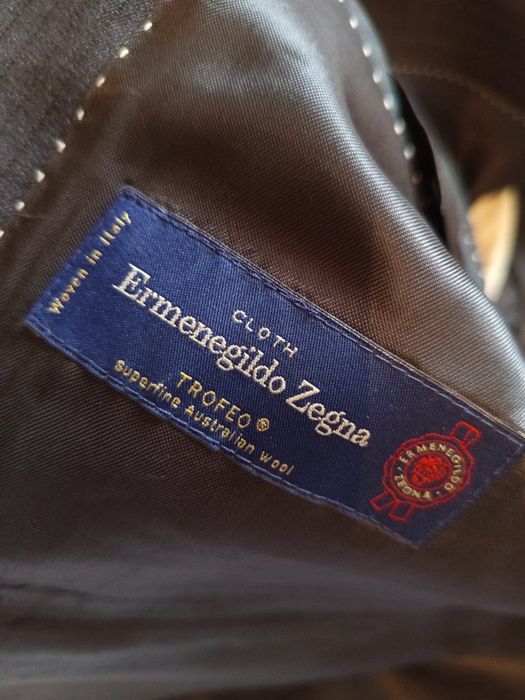 Woven in Italy
CLOTH
Ermenegildo Zegna
TROFEO ®
superfine Australian wool
ERMENEGILDO
ZEGNA